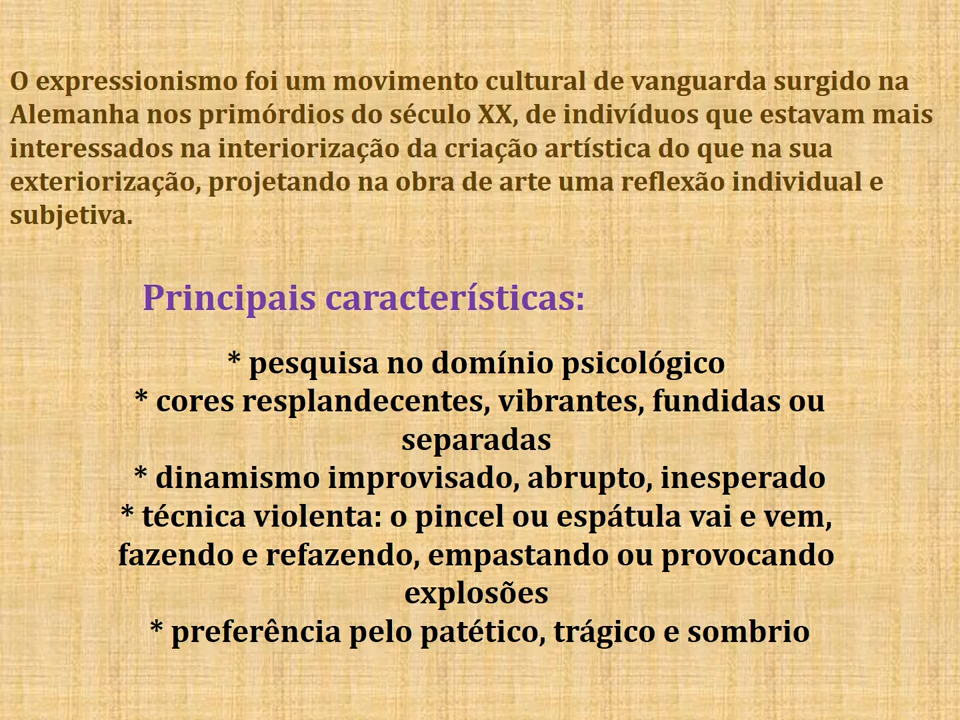 O expressionismo foi um movimento cultural de vanguarda surgido na
Alemanha nos primórdios do século XX, de indivíduos que estavam mais
interessados na interiorização da criação artística do que na sua
exteriorização, projetando na obra de arte uma reflexão individual e
subjetiva.
Principais características:
* pesquisa no domínio psicológico
* cores resplandecentes, vibrantes, fundidas ou
separadas
* dinamismo improvisado, abrupto, inesperado
* técnica violenta: o pincel ou espátula vai e vem,
fazendo e refazendo, empastando ou provocando
explosões
* preferência pelo patético, trágico e sombrio